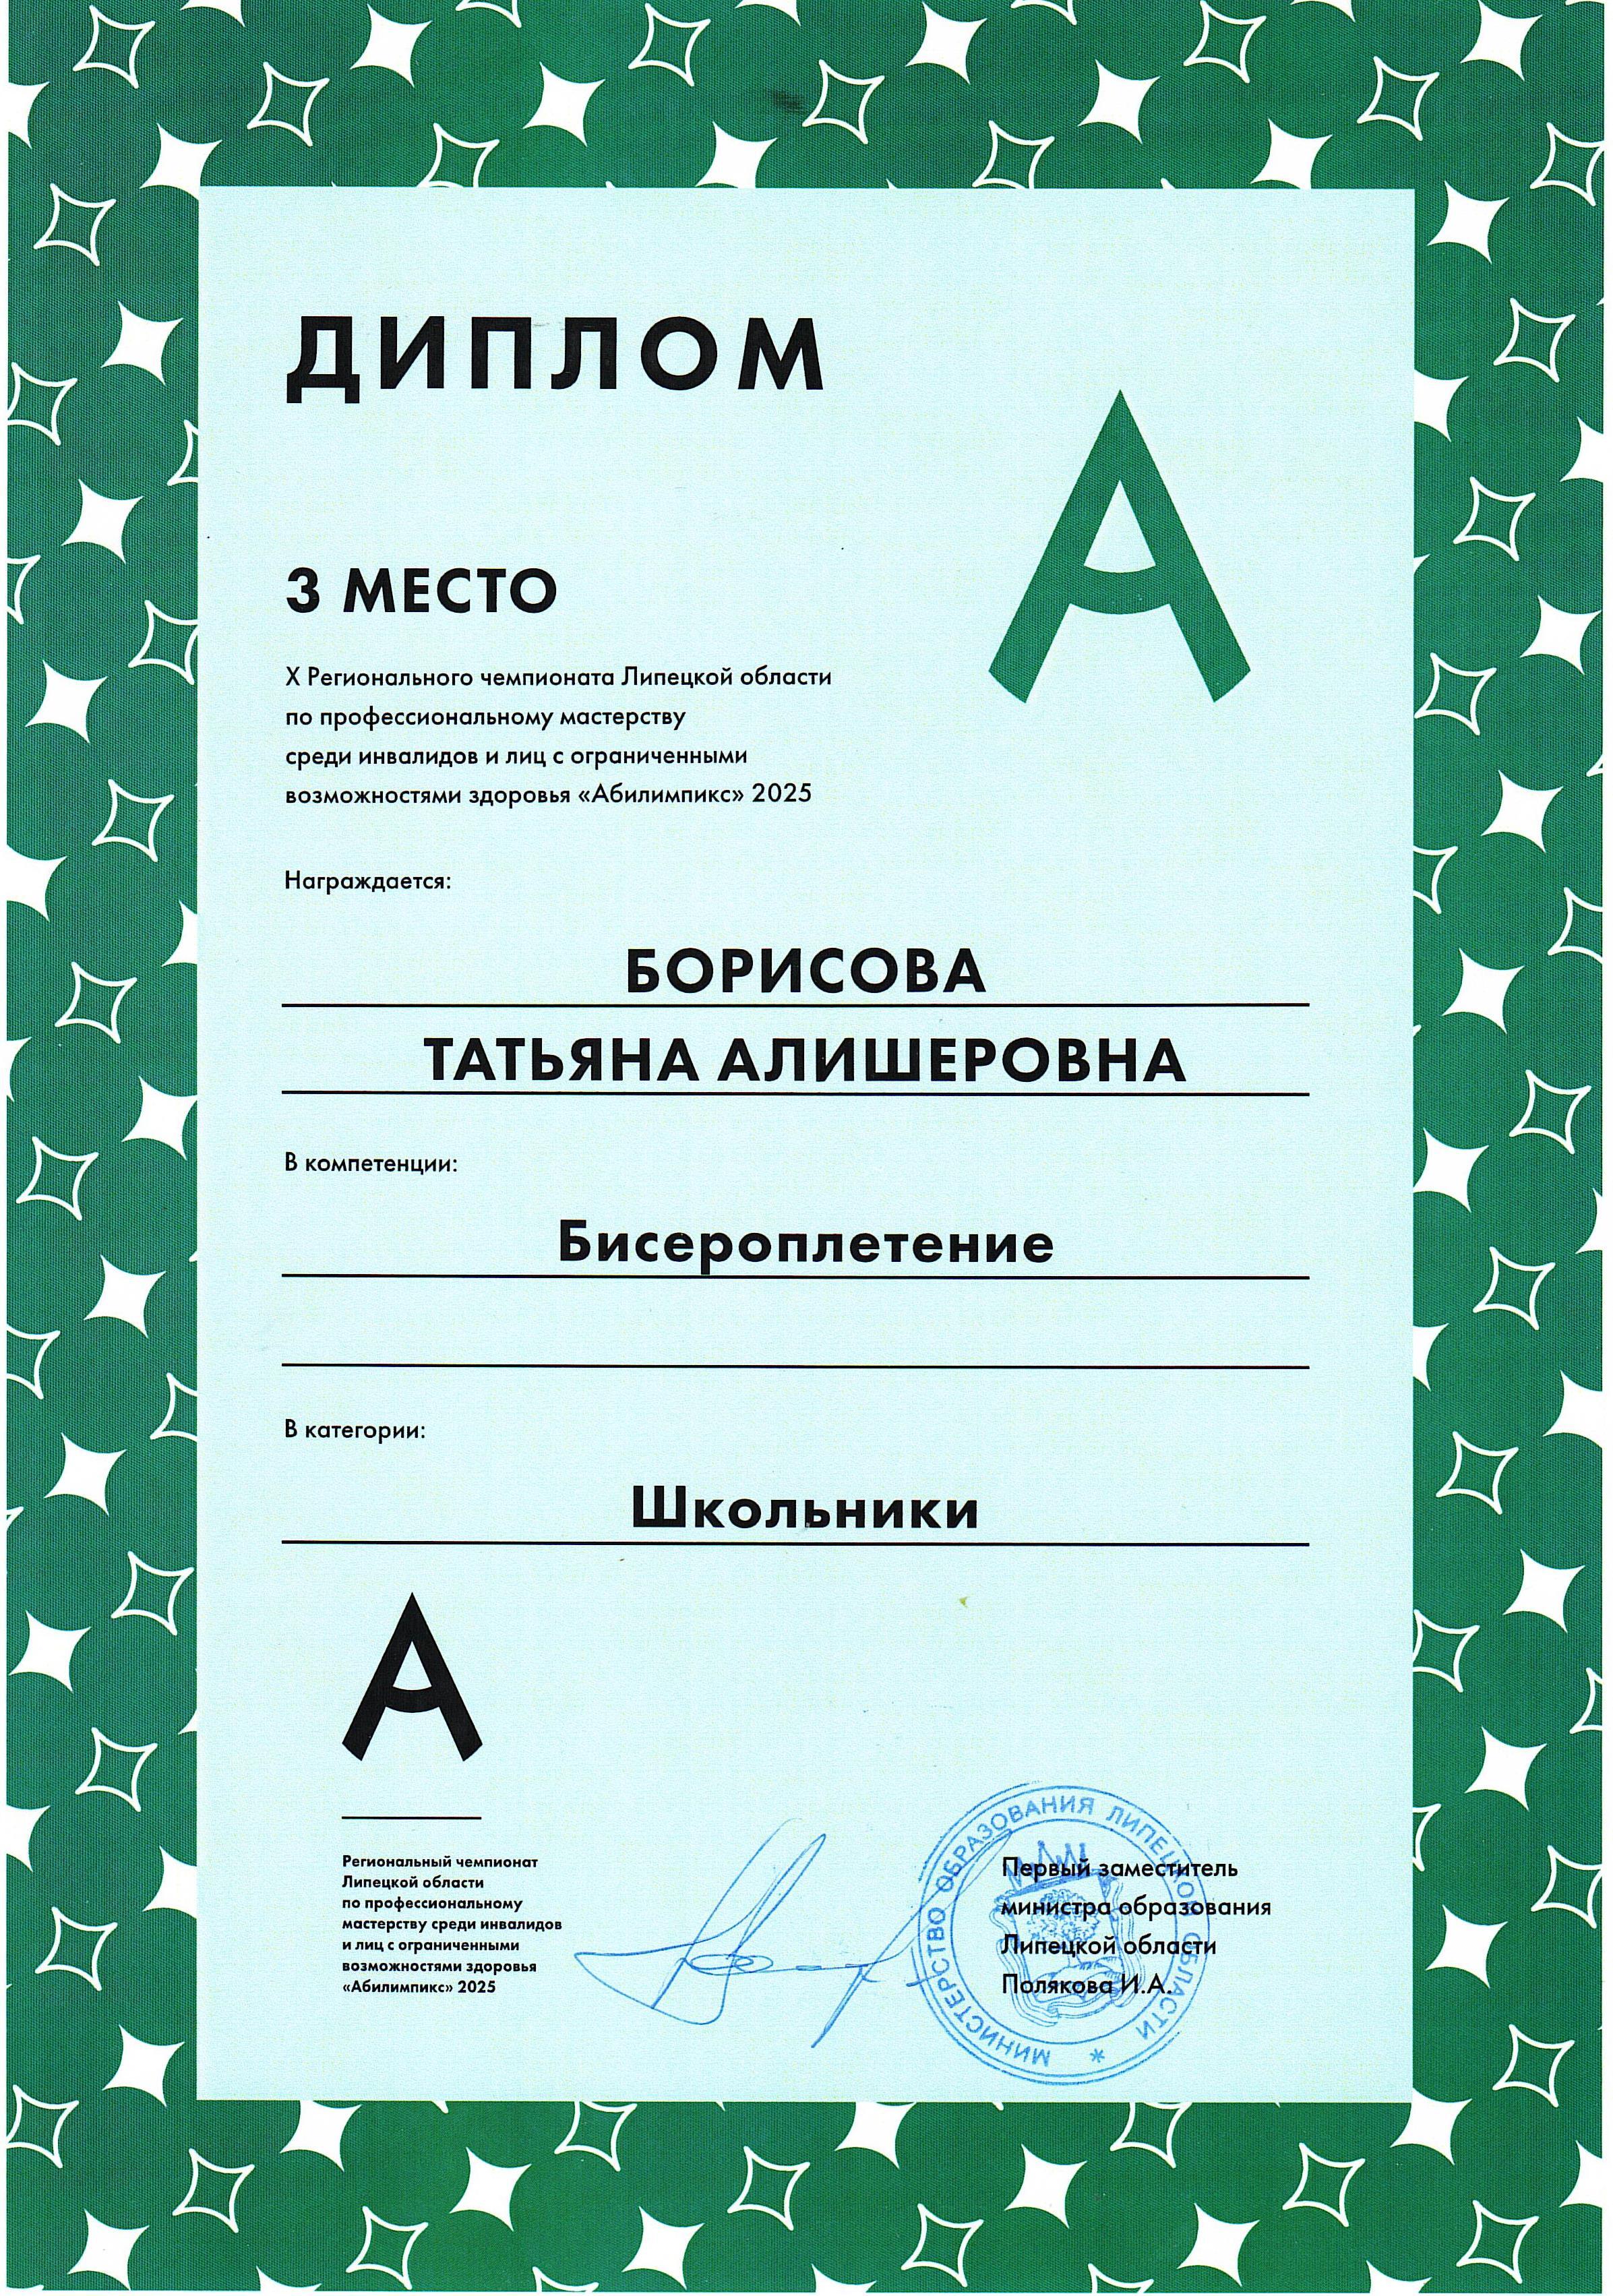 ДИПЛОМ
3 МЕСТО
X Регионального чемпионата Липецкой области
по профессиональному мастерству
среди инвалидов и лиц с ограниченными
возможностями здоровья «Абилимпикс» 2025
Награждается:
БОРИСОВА
ТАТЬЯНА АЛИШЕРОВНА
В компетенции:
Бисероплетение
В категории:
Школьники
Региональный чемпионат
Липецкой области
по профессиональному
мастерству среди инвалидов
и лиц с ограниченными
возможностями здоровья
«Абилимпикс» 2025
Первый заместитель
министра образования
Липецкой области
Полякова И.А.
МИНИСТЕРСТВО ОБРАЗОВАНИЯ ЛИПЕЦКОЙ ОБЛАСТИ *